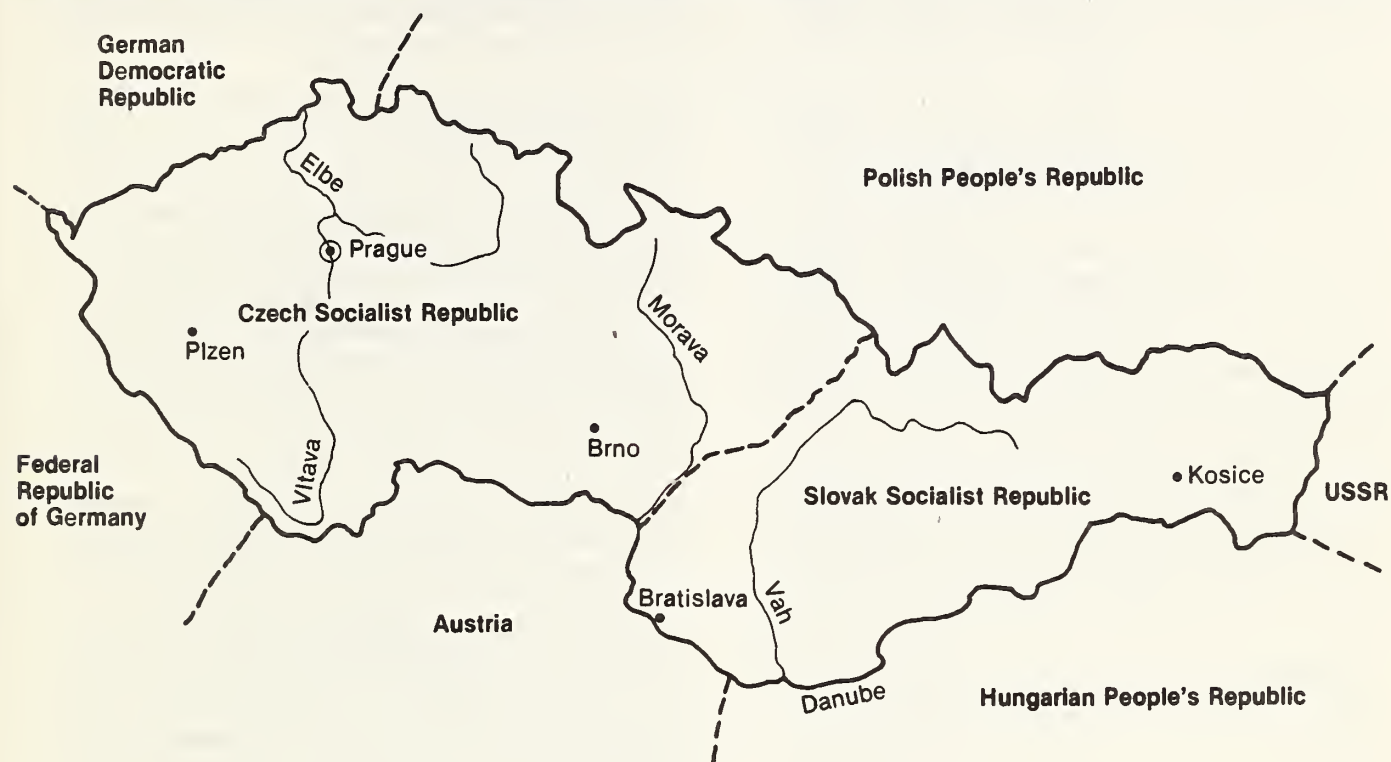 German
Democratic
Republic
Polish People's Republic
Elbe
Prague
Czech Socialist Republic
Morava
Plzen
Brno
Vltava
Federal
Republic
of Germany
Slovak Socialist Republic
Kosice
USSR
Bratislava
Vah
Austria
Danube
Hungarian People's Republic